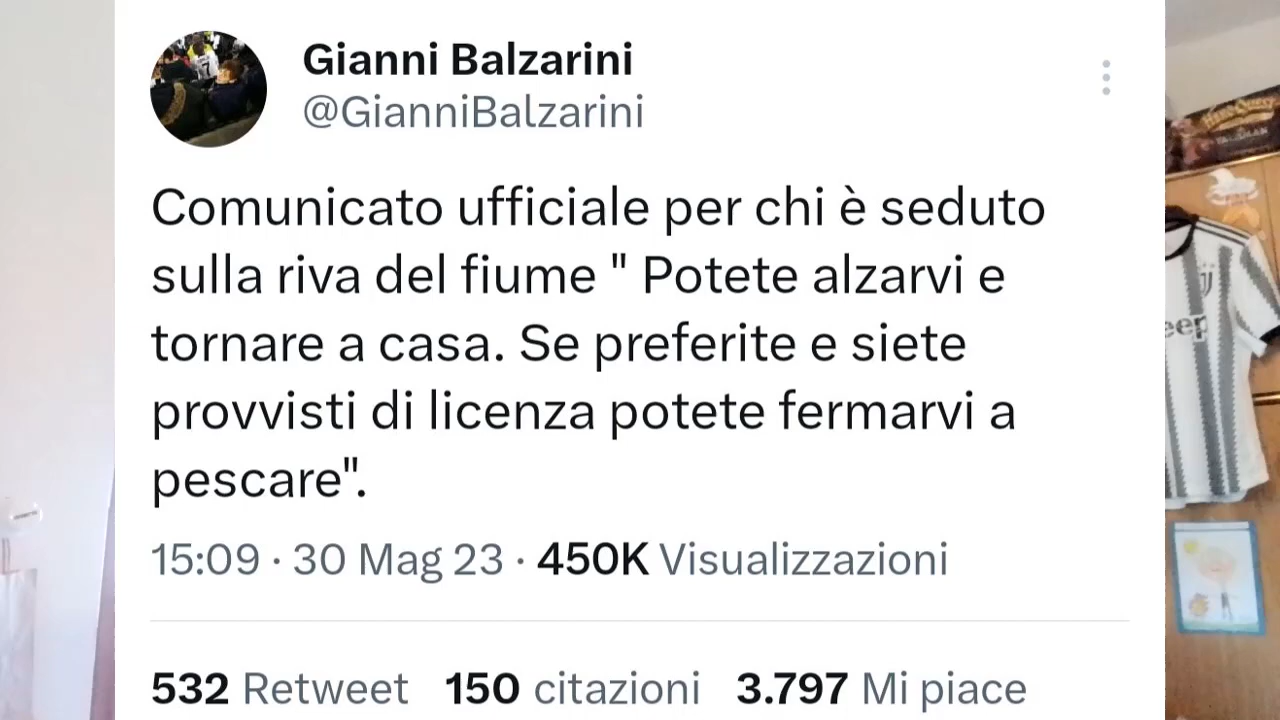 Gianni Balzarini
@GianniBalzarini
Comunicato ufficiale per chi è seduto
sulla riva del fiume " Potete alzarvi e
tornare a casa. Se preferite e siete
provvisti di licenza potete fermarvi a
pescare".
15:09 · 30 Mag 23 · 450K Visualizzazioni
532 Retweet 150 citazioni 3.797 Mi piace